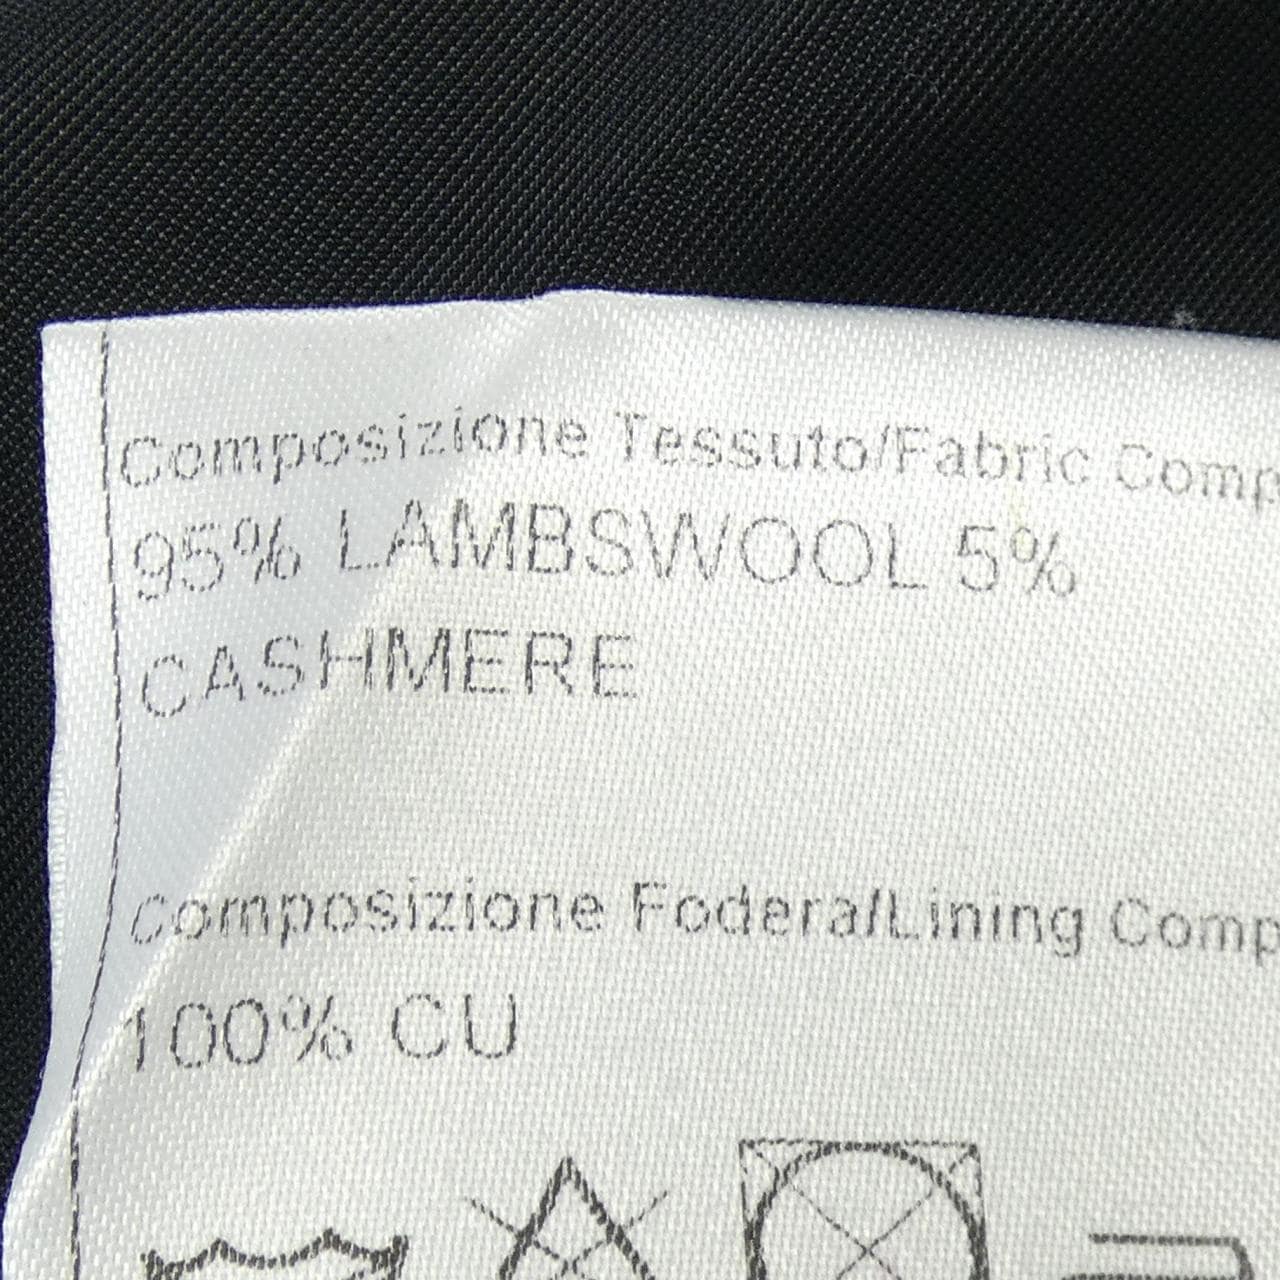 Composizione Tessuto/Fabric Comp
95% LAMBSWOOL 5%
CASHMERE
Composizione Fodera/Lining Comp
100% CU